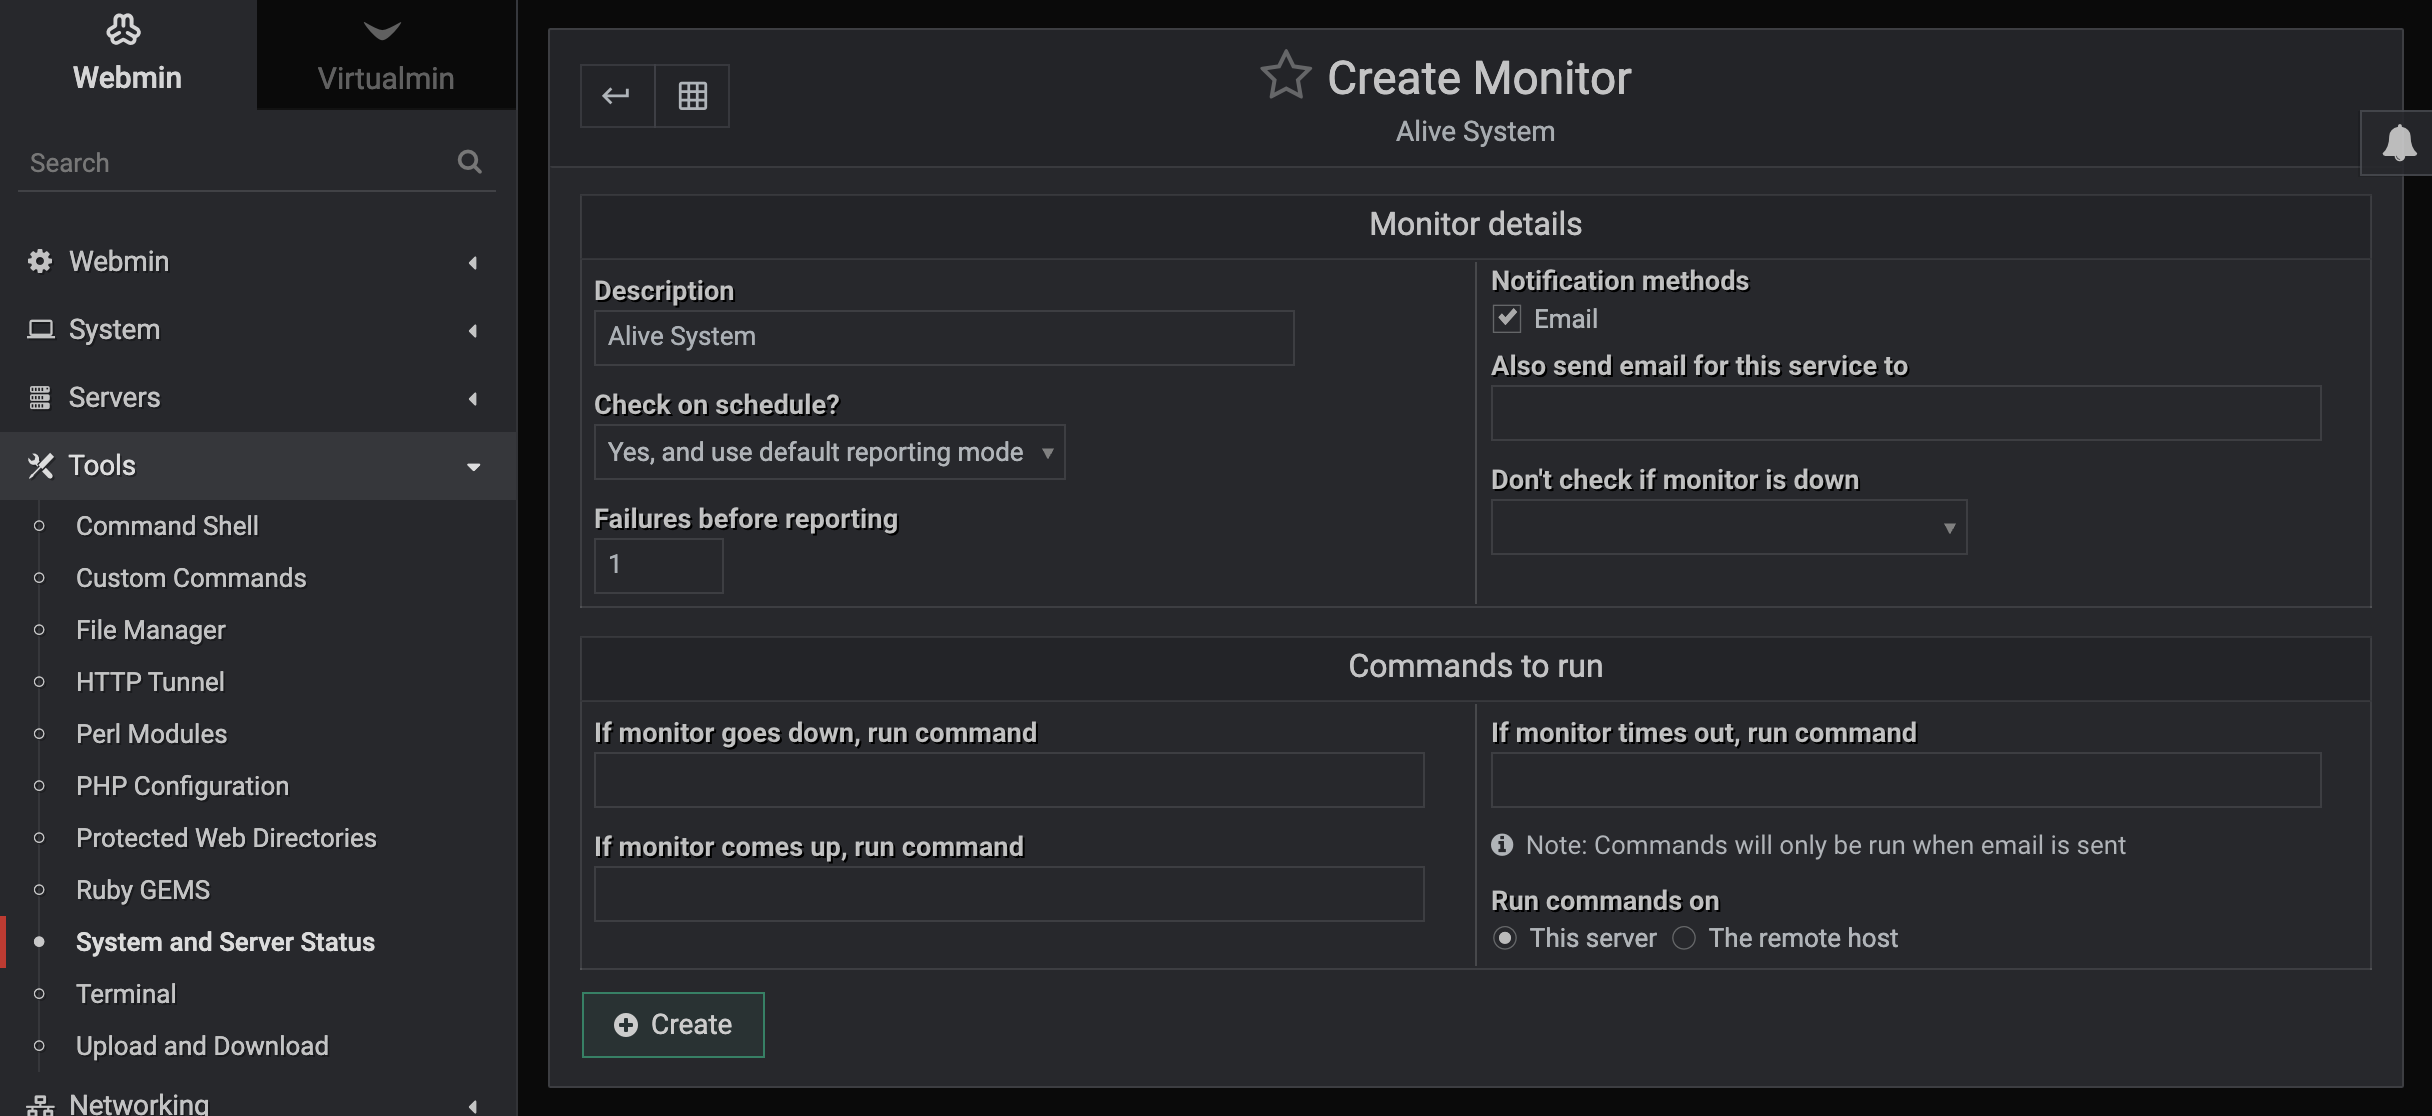 Webmin
Virtualmin
Search
Webmin
System
Servers
Tools
Command Shell
Custom Commands
File Manager
HTTP Tunnel
Perl Modules
PHP Configuration
Protected Web Directories
Ruby GEMS
System and Server Status
Terminal
Upload and Download
Networking
Create Monitor
Alive System
Monitor details
Description
Alive System
Check on schedule?
Yes, and use default reporting mode
Failures before reporting
1
Notification methods
Email
Also send email for this service to
Don't check if monitor is down
Commands to run
If monitor goes down, run command
If monitor comes up, run command
If monitor times out, run command
Note: Commands will only be run when email is sent
Run commands on
This server The remote host
Create